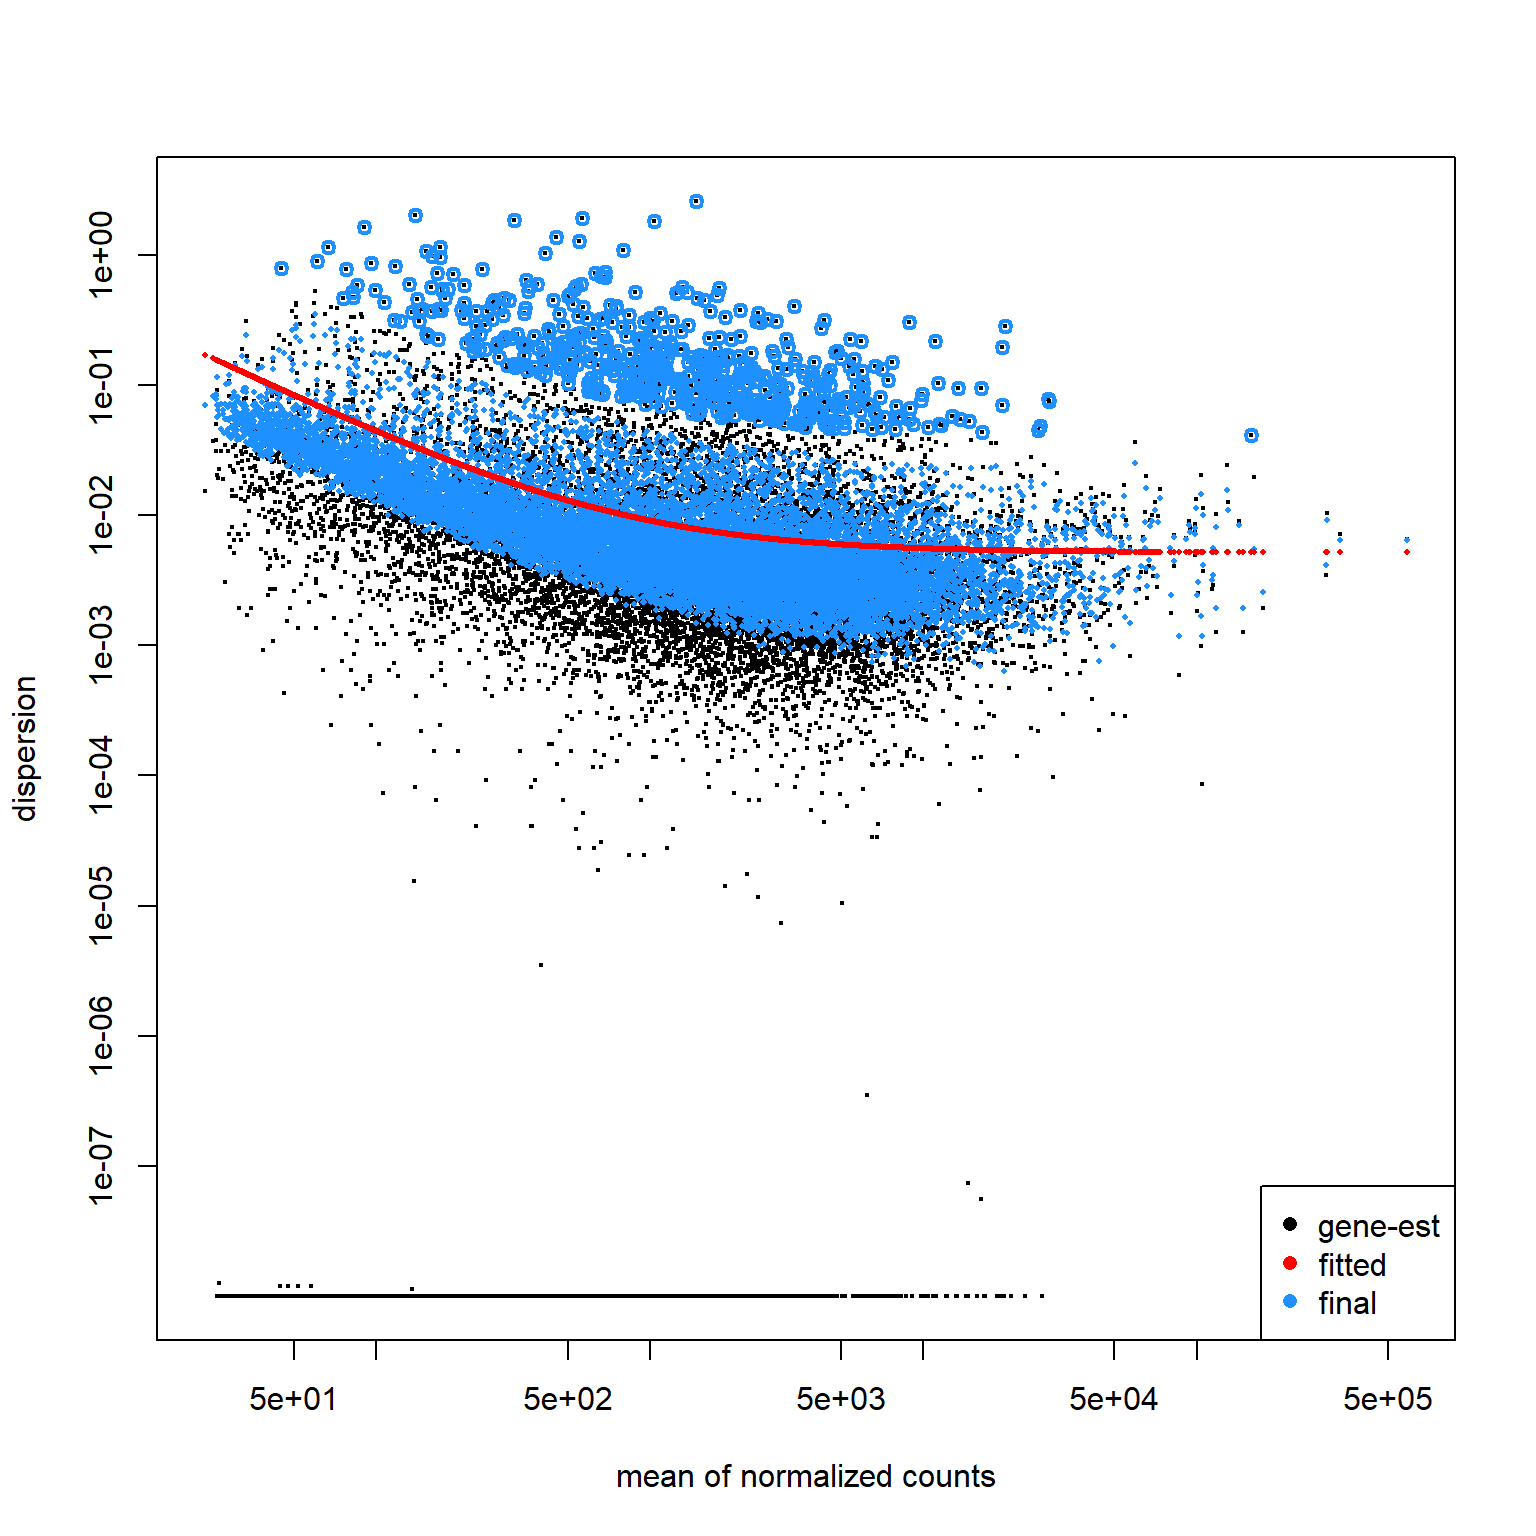 dispersion
1e+00
1e-01
1e-02
1e-03
1e-04
1e-05
1e-06
1e-07
gene-est
fitted
final
5e+01 5e+02 5e+03 5e+04 5e+05
mean of normalized counts